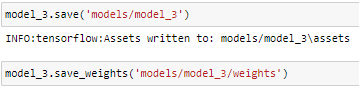 model_3.save('models/model_3')
INFO:tensorflow:Assets written to: models/model_3\assets
model_3.save_weights('models/model_3/weights')